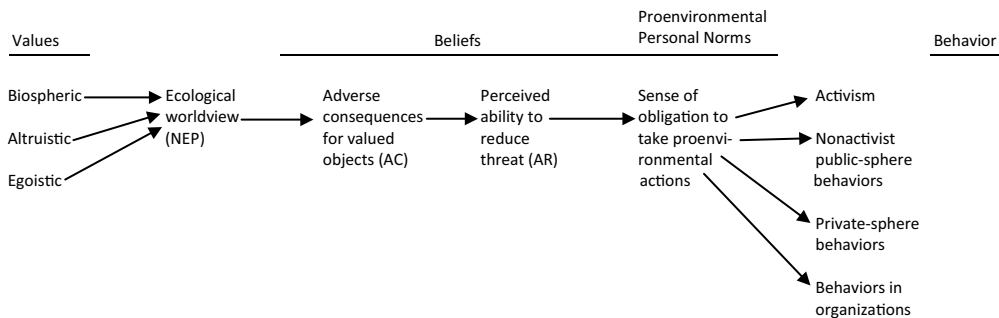 Values
Beliefs
Proenvironmental
Personal Norms
Behavior
Biospheric
Altruistic
Egoistic
Ecological
worldview
(NEP)
Adverse
consequences
for valued
objects (AC)
Perceived
ability to
reduce
threat (AR)
Sense of
obligation to
take proenvi-
ronmental
actions
Activism
Nonactivist
public-sphere
behaviors
Private-sphere
behaviors
Behaviors in
organizations